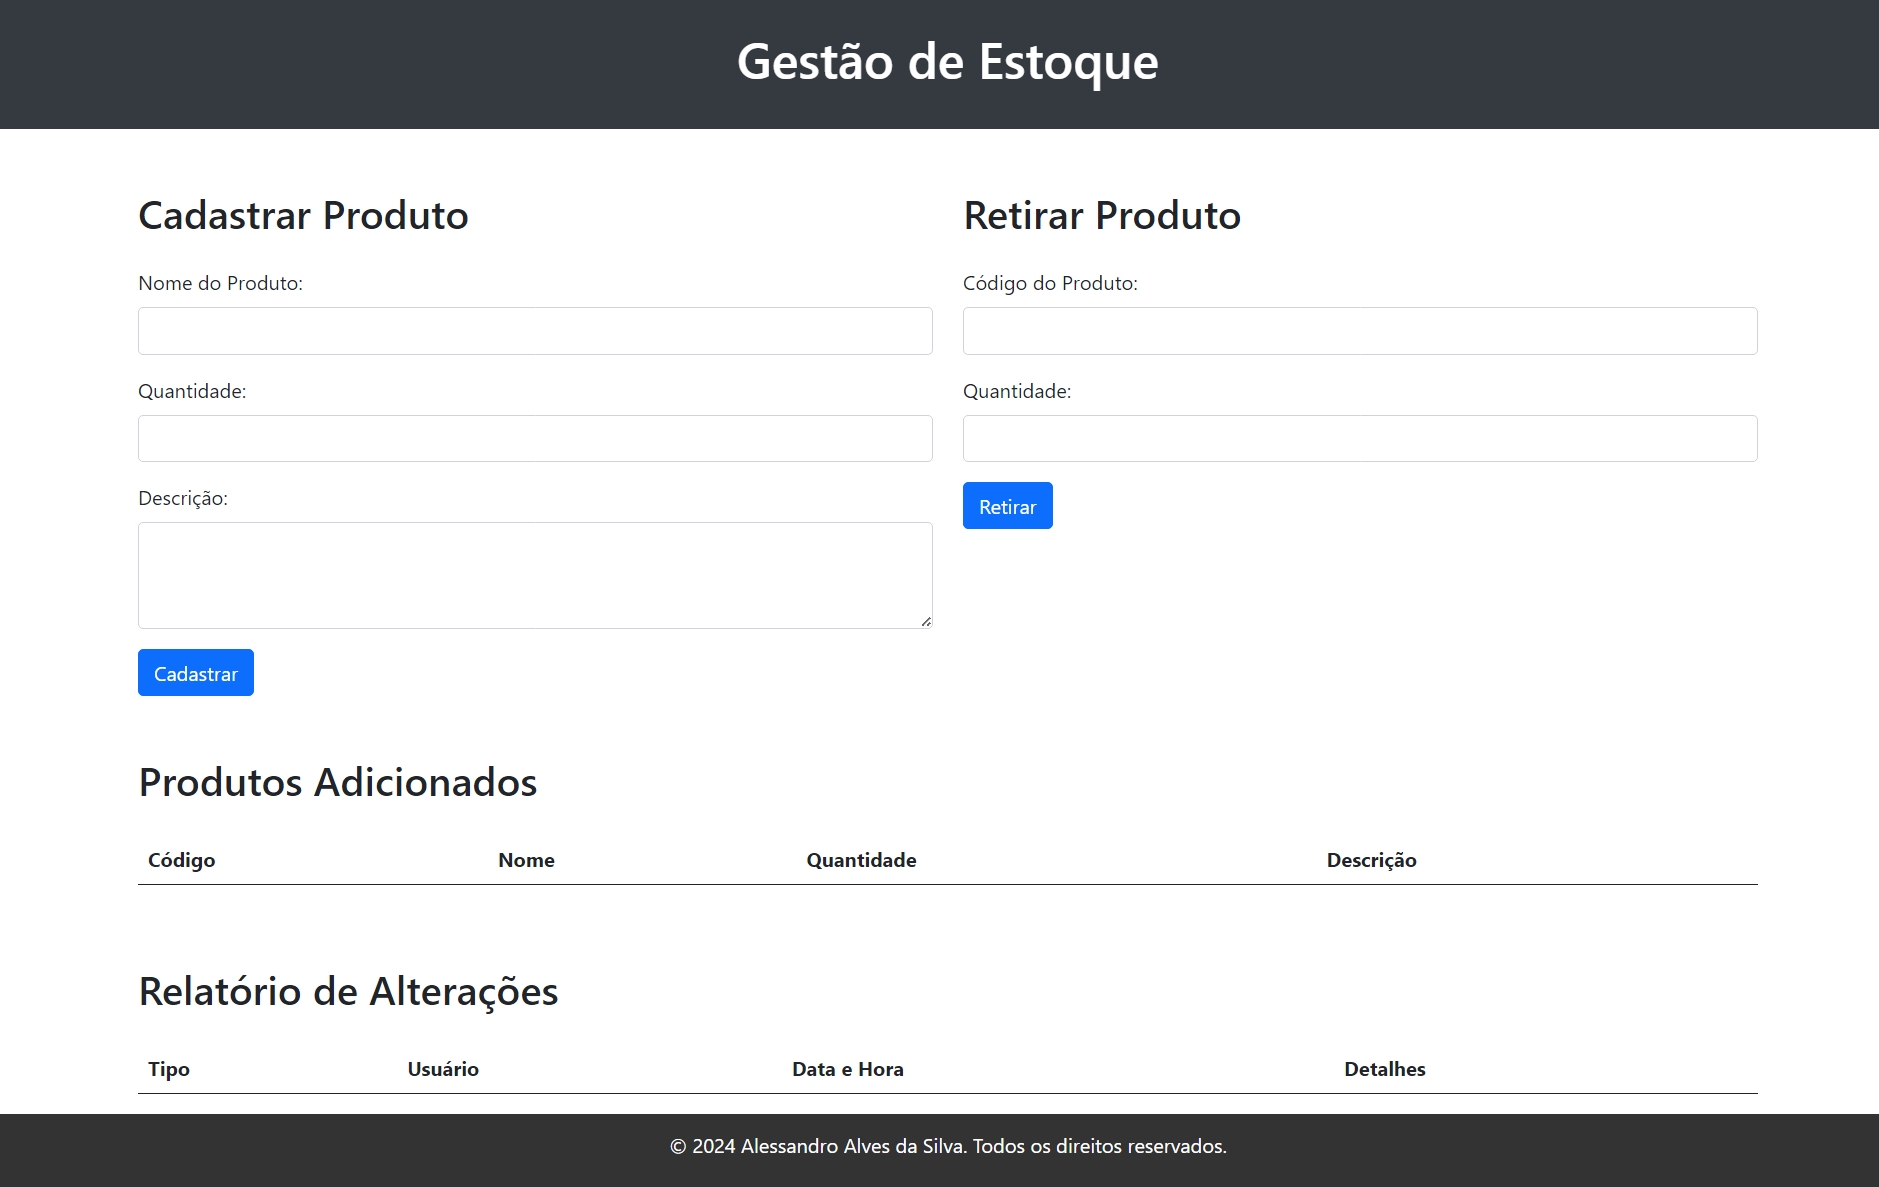 Gestão de Estoque
Cadastrar Produto
Nome do Produto:
Quantidade:
Descrição:
Cadastrar
Retirar Produto
Código do Produto:
Quantidade:
Retirar
Produtos Adicionados
Código Nome Quantidade Descrição
Relatório de Alterações
Tipo Usuário Data e Hora Detalhes
© 2024 Alessandro Alves da Silva. Todos os direitos reservados.